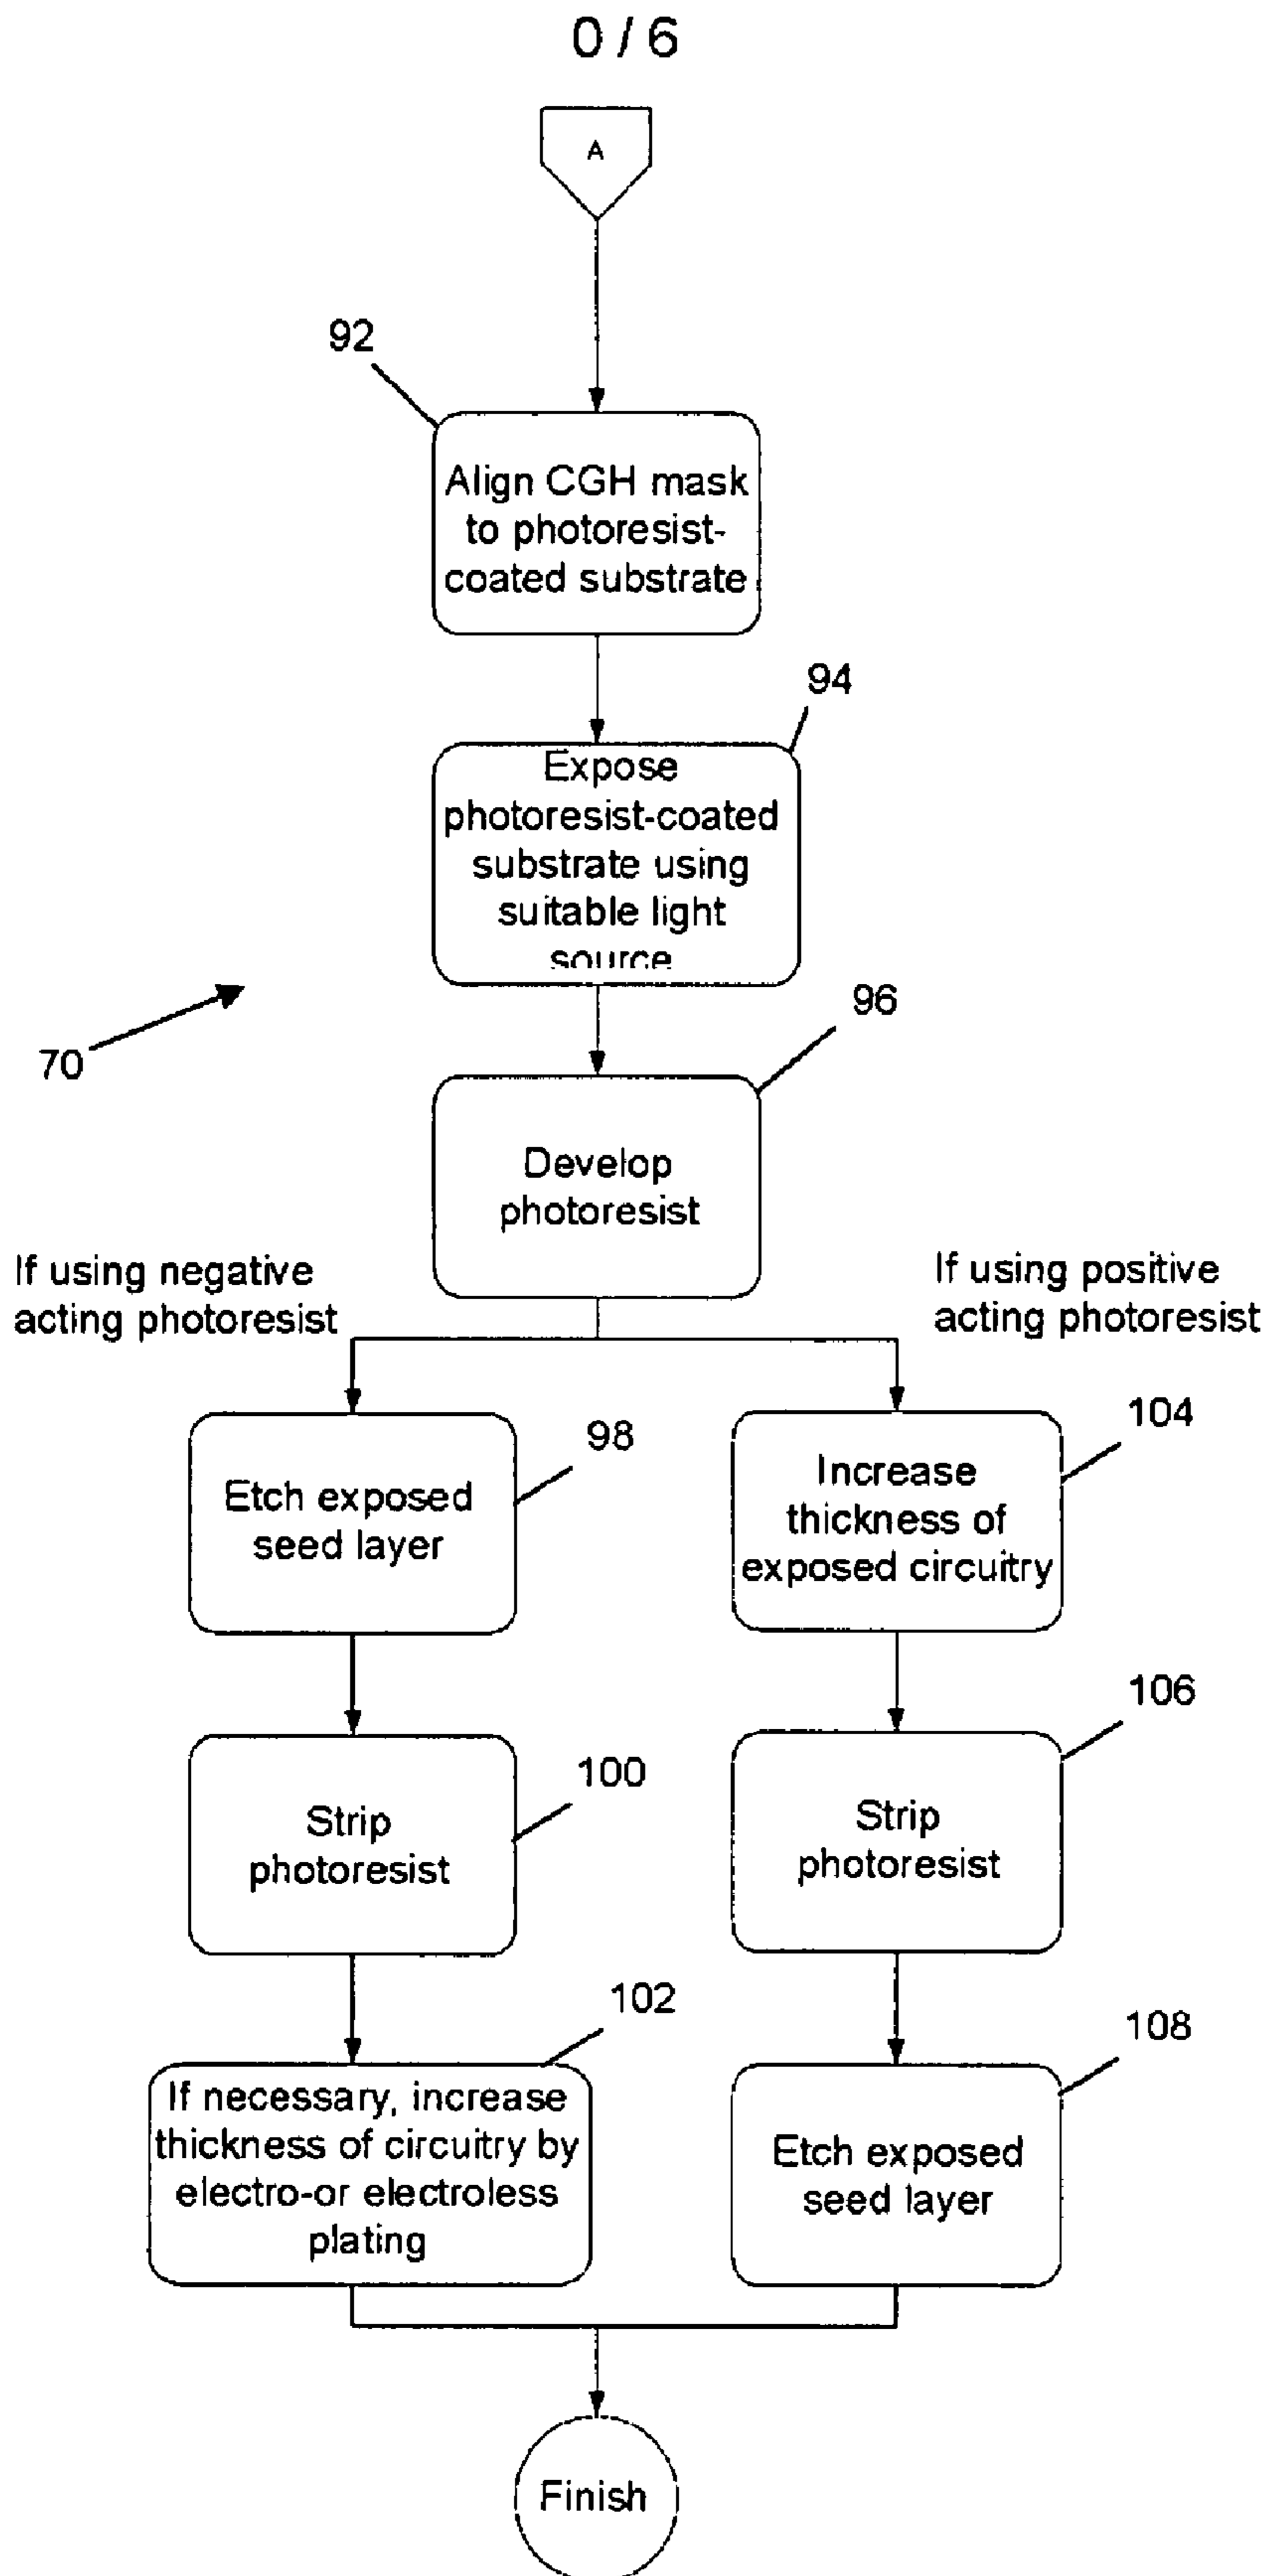 0 / 6
A
92
Align CGH mask
to photoresist-
coated substrate
94
Expose
photoresist-coated
substrate using
suitable light
source
70
96
Develop
photoresist
If using negative
acting photoresist
If using positive
acting photoresist
98
Etch exposed
seed layer
104
Increase
thickness of
exposed circuitry
100
Strip
photoresist
106
Strip
photoresist
102
If necessary, increase
thickness of circuitry by
electro-or electroless
plating
108
Etch exposed
seed layer
Finish